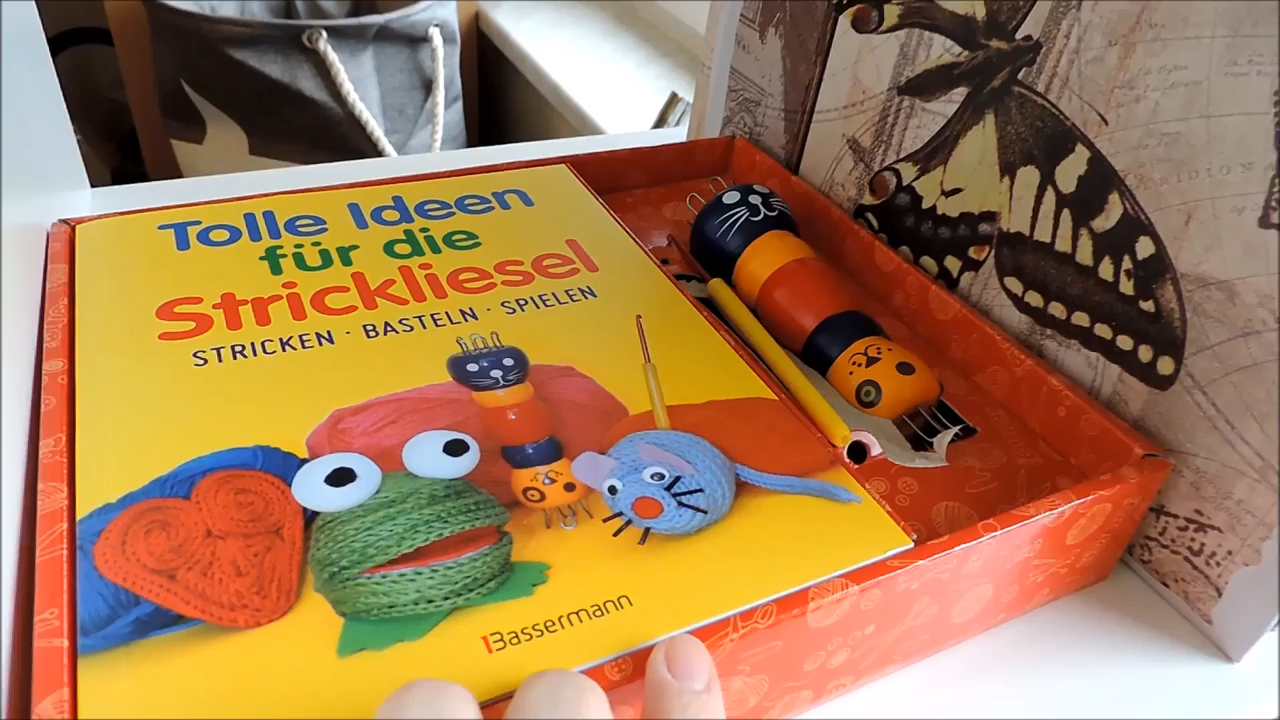 Tolle Ideen
für die
Strickliesel
STRICKEN · BASTELN · SPIELEN
Bassermann